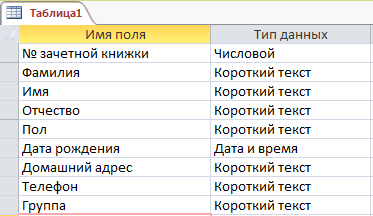 Таблица1
Имя поля Тип данных
№ зачетной книжки Числовой
Фамилия Короткий текст
Имя Короткий текст
Отчество Короткий текст
Пол Короткий текст
Дата рождения Дата и время
Домашний адрес Короткий текст
Телефон Короткий текст
Группа Короткий текст